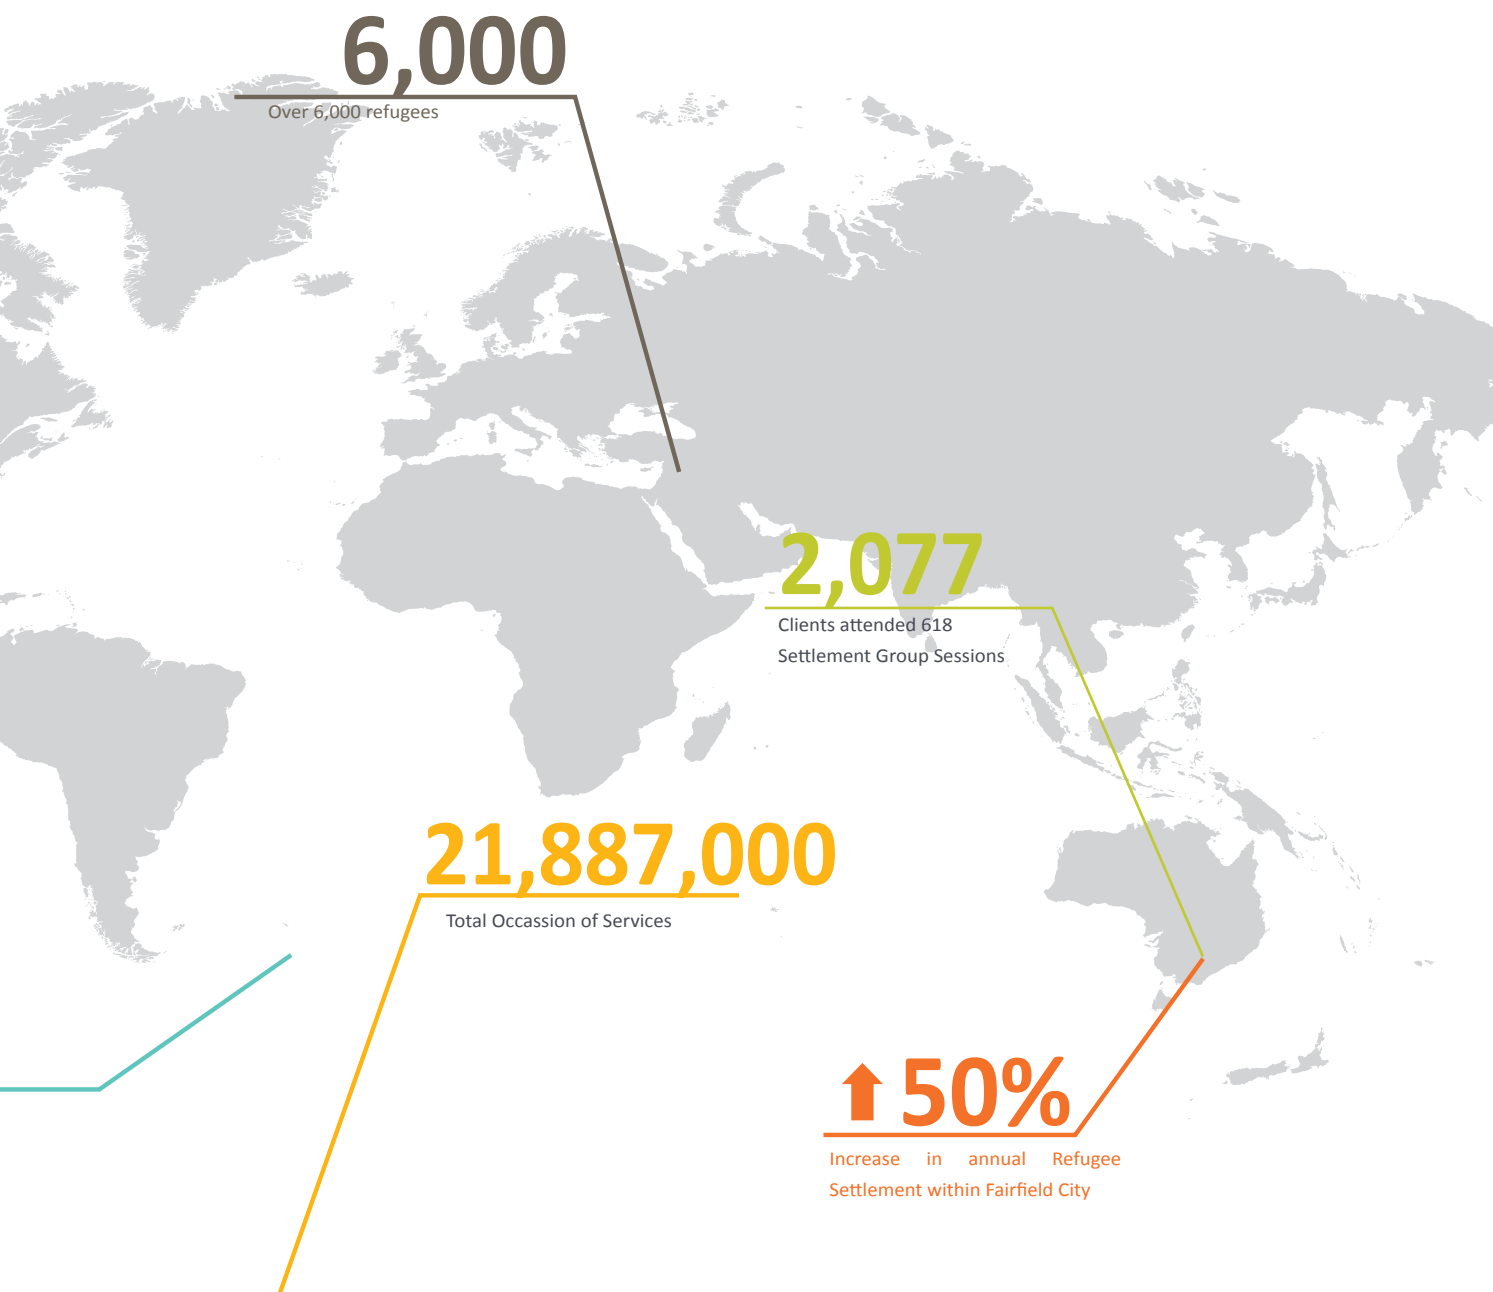 6,000
Over 6,000 refugees
2,077
Clients attended 618
Settlement Group Sessions
21,887,000
Total Occassion of Services
50%
Increase in annual Refugee
Settlement within Fairfield City